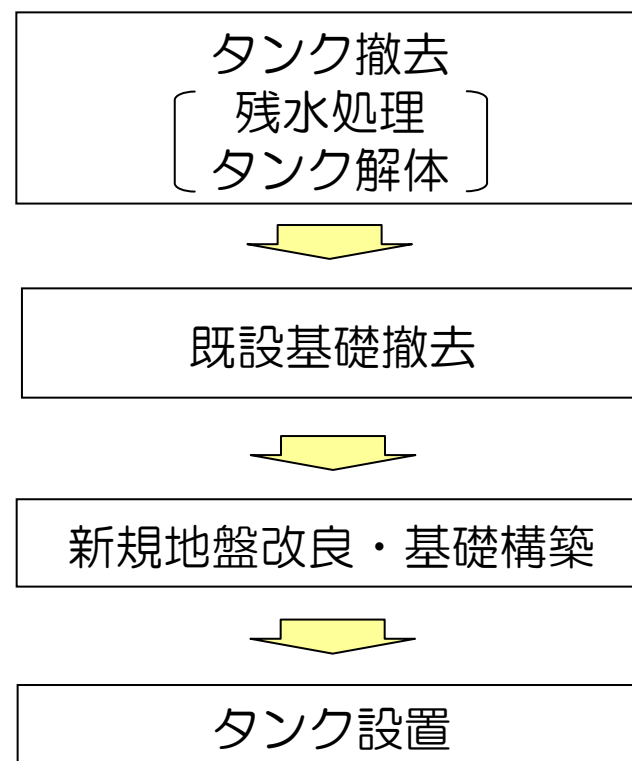 タンク撤去
残水処理
タンク解体
既設基礎撤去
新規地盤改良・基礎構築
タンク設置